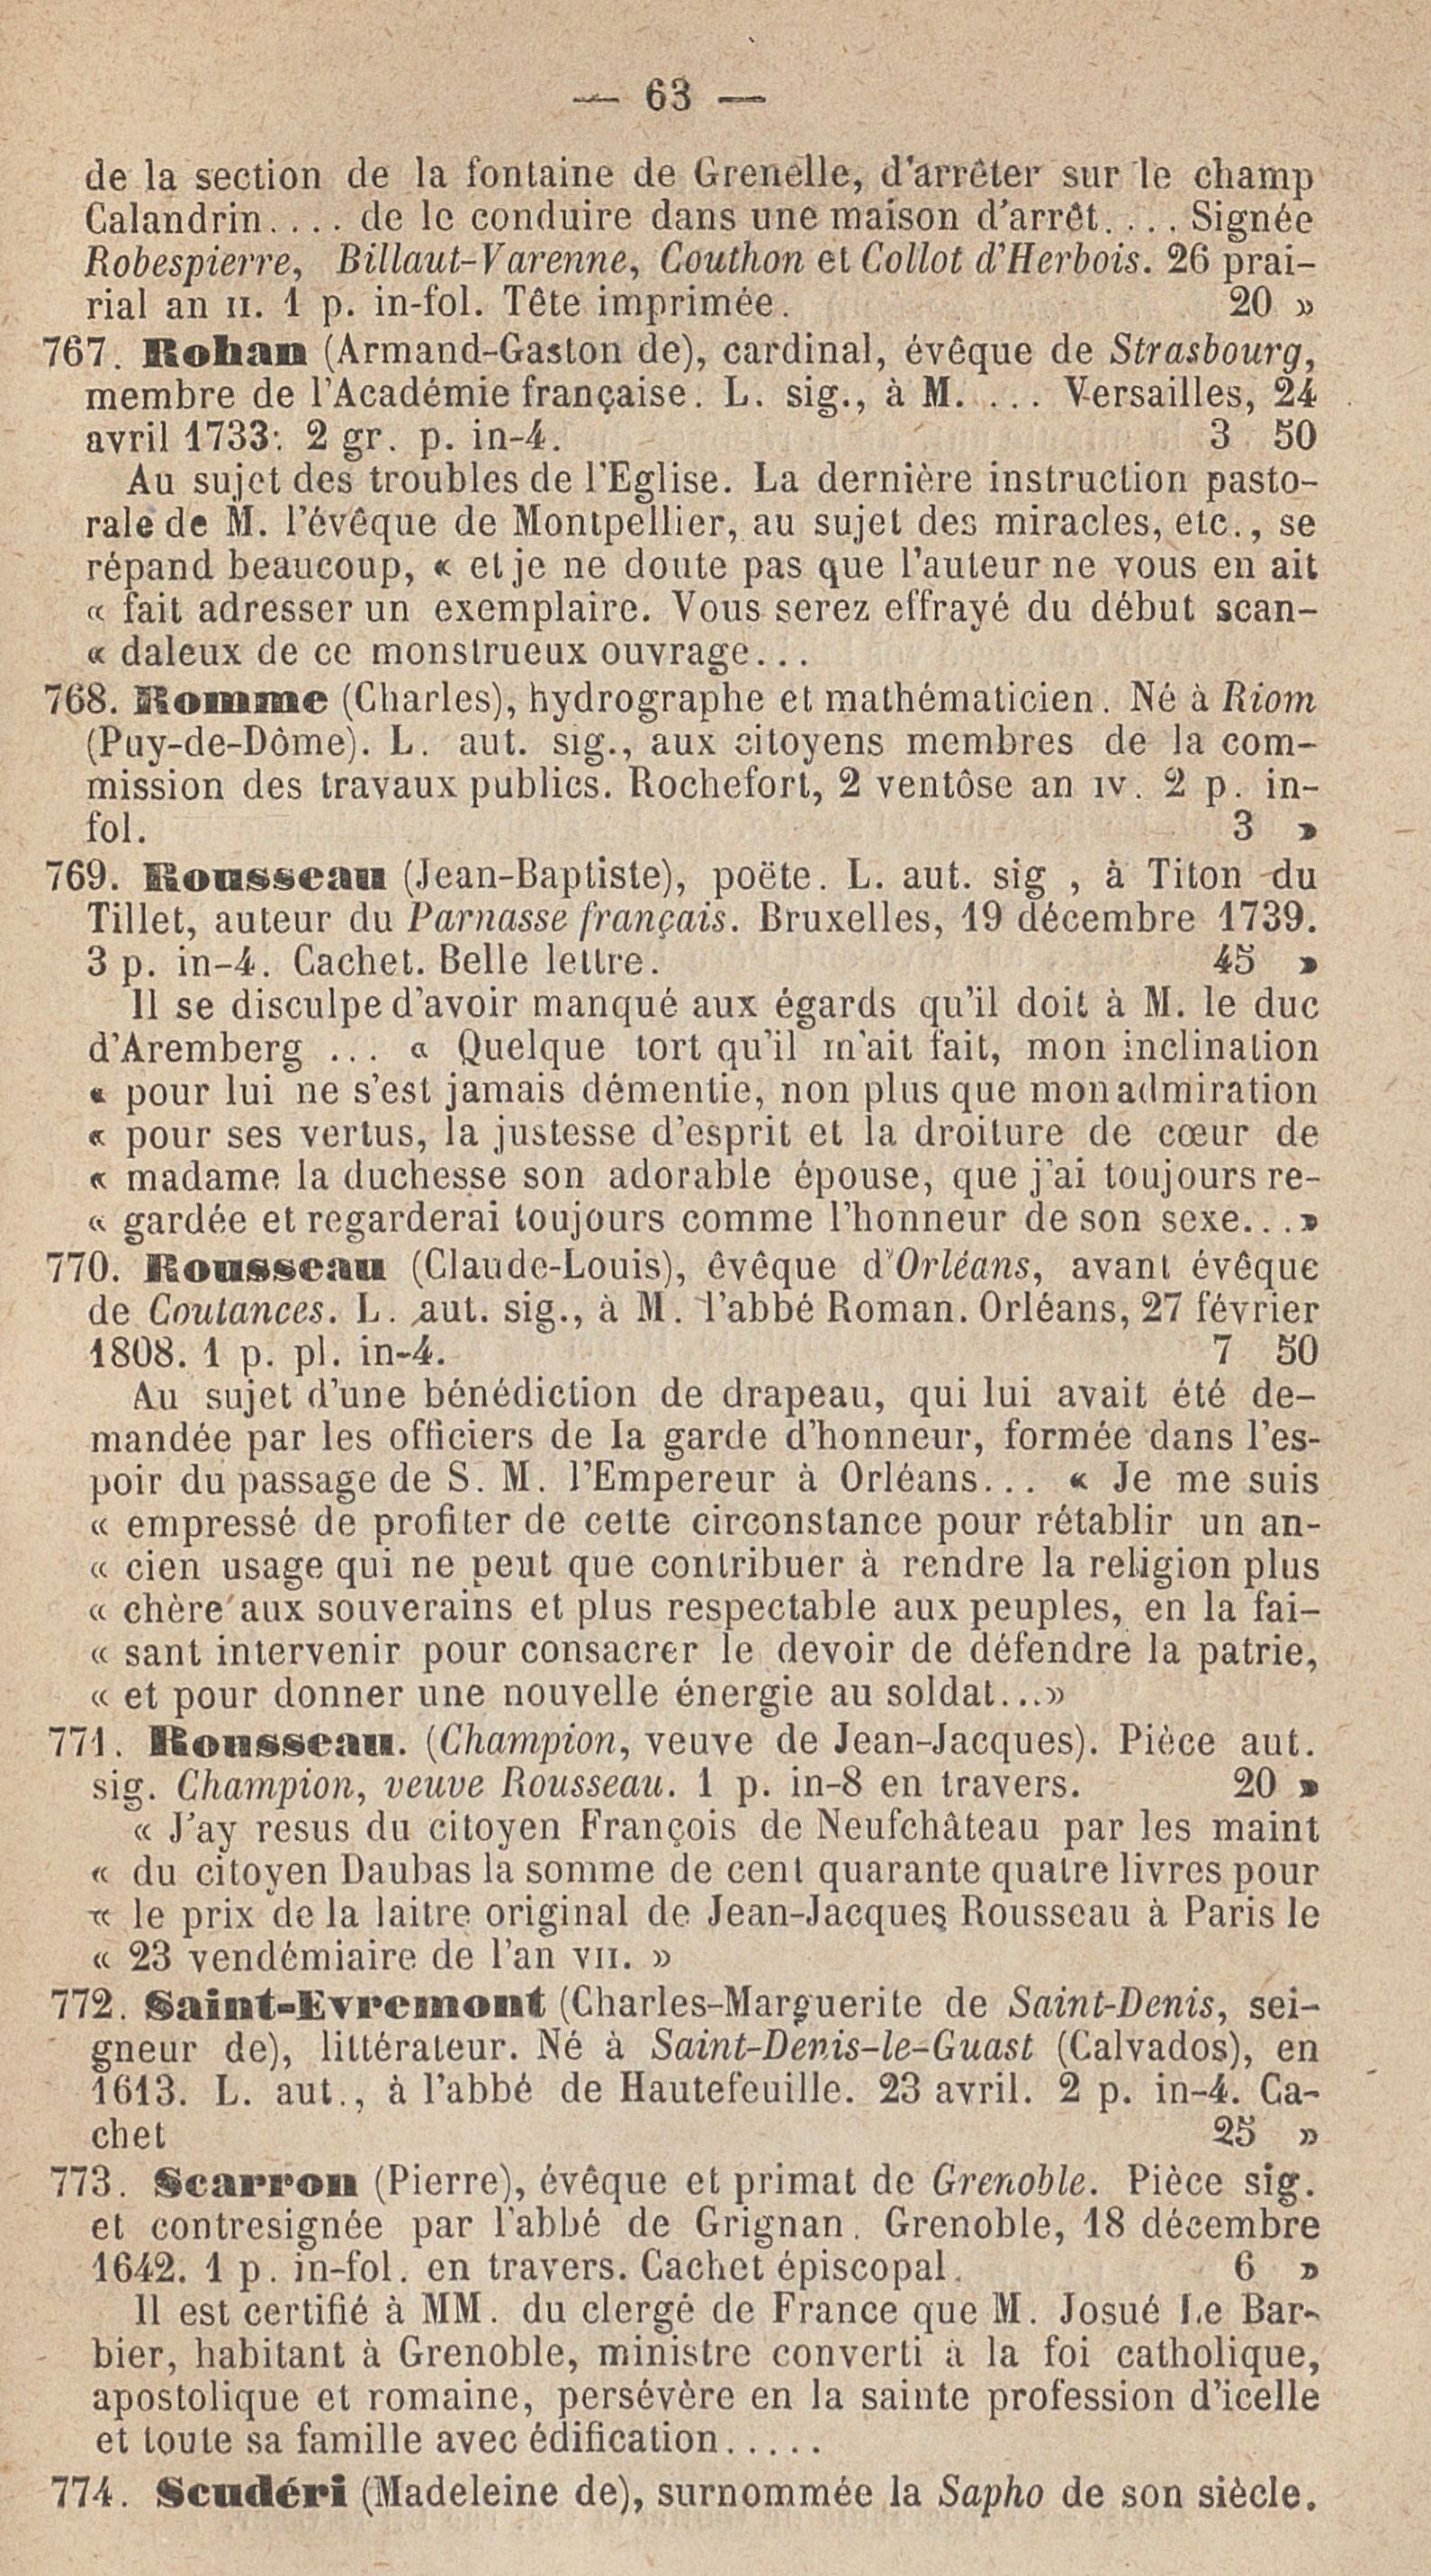 — 63 —
de la section de la fontaine de Grenelle, d'arrêter sur le champ
Calandrin.... de le conduire dans une maison d'arrêt.... Signée
Robespierre, Billaut-Varenne, Couthon et Collot d'Herbois. 26 prai-
rial an II. 1 p. in-fol. Tête imprimée. 20 »
767. Rohan (Armand-Gaston de), cardinal, évêque de Strasbourg,
membre de l'Académie française. L. sig., à M. ... Versailles, 24
avril 1733. 2 gr. p. in-4. 3 50
Au sujet des troubles de l'Eglise. La dernière instruction pasto-
rale de M. l'évêque de Montpellier, au sujet des miracles, etc., se
répand beaucoup, « et je ne doute pas que l'auteur ne vous en ait
« fait adresser un exemplaire. Vous serez effrayé du début scan-
« daleux de ce monstrueux ouvrage...
768. Romme (Charles), hydrographe et mathématicien. Né à Riom
(Puy-de-Dôme). L. aut. sig., aux citoyens membres de la com-
mission des travaux publics. Rochefort, 2 ventôse an IV. 2 p. in-
fol. 3 »
769. Rousseau (Jean-Baptiste), poëte. L. aut. sig , à Titon du
Tillet, auteur du Parnasse français. Bruxelles, 19 décembre 1739.
3 p. in-4. Cachet. Belle lettre. 45 »
Il se disculpe d'avoir manqué aux égards qu'il doit à M. le duc
d'Aremberg ... « Quelque tort qu'il m'ait fait, mon inclination
« pour lui ne s'est jamais démentie, non plus que mon admiration
« pour ses vertus, la justesse d'esprit et la droiture de cœur de
« madame la duchesse son adorable épouse, que j'ai toujours re-
« gardée et regarderai toujours comme l'honneur de son sexe...»
770. Rousseau (Claude-Louis), êvêque d'Orléans, avant évêque
de Coutances. L. aut. sig., à M. l'abbé Roman. Orléans, 27 février
1808. 1 p. pl. in-4. 7 50
Au sujet d'une bénédiction de drapeau, qui lui avait été de-
mandée par les officiers de la garde d'honneur, formée dans l'es-
poir du passage de S. M. l'Empereur à Orléans... « Je me suis
« empressé de profiter de cette circonstance pour rétablir un an-
« cien usage qui ne peut que contribuer à rendre la religion plus
« chère aux souverains et plus respectable aux peuples, en la fai-
« sant intervenir pour consacrer le devoir de défendre la patrie,
« et pour donner une nouvelle énergie au soldat...»
771. Rousseau. (Champion, veuve de Jean-Jacques). Pièce aut.
sig. Champion, veuve Rousseau. 1 p. in-8 en travers. 20 »
« J'ay resus du citoyen François de Neufchâteau par les maint
« du citoyen Daubas la somme de cent quarante quatre livres pour
« le prix de la laitre original de Jean-Jacques Rousseau à Paris le
« 23 vendémiaire de l'an VII. »
772. Saint-Evremont (Charles-Marguerite de Saint-Denis, sei-
gneur de), littérateur. Né à Saint-Denis-le-Guast (Calvados), en
1613. L. aut., à l'abbé de Hautefeuille. 23 avril. 2 p. in-4. Ca-
chet 25 »
773. Scarron (Pierre), évêque et primat de Grenoble. Pièce sig.
et contresignée par l'abbé de Grignan. Grenoble, 18 décembre
1642. 1 p. in-fol. en travers. Cachet épiscopal. 6 »
Il est certifié à MM. du clergé de France que M. Josué Le Bar-
bier, habitant à Grenoble, ministre converti à la foi catholique,
apostolique et romaine, persévère en la sainte profession d'icelle
et toute sa famille avec édification.....
774. Scudéri (Madeleine de), surnommée la Sapho de son siècle.